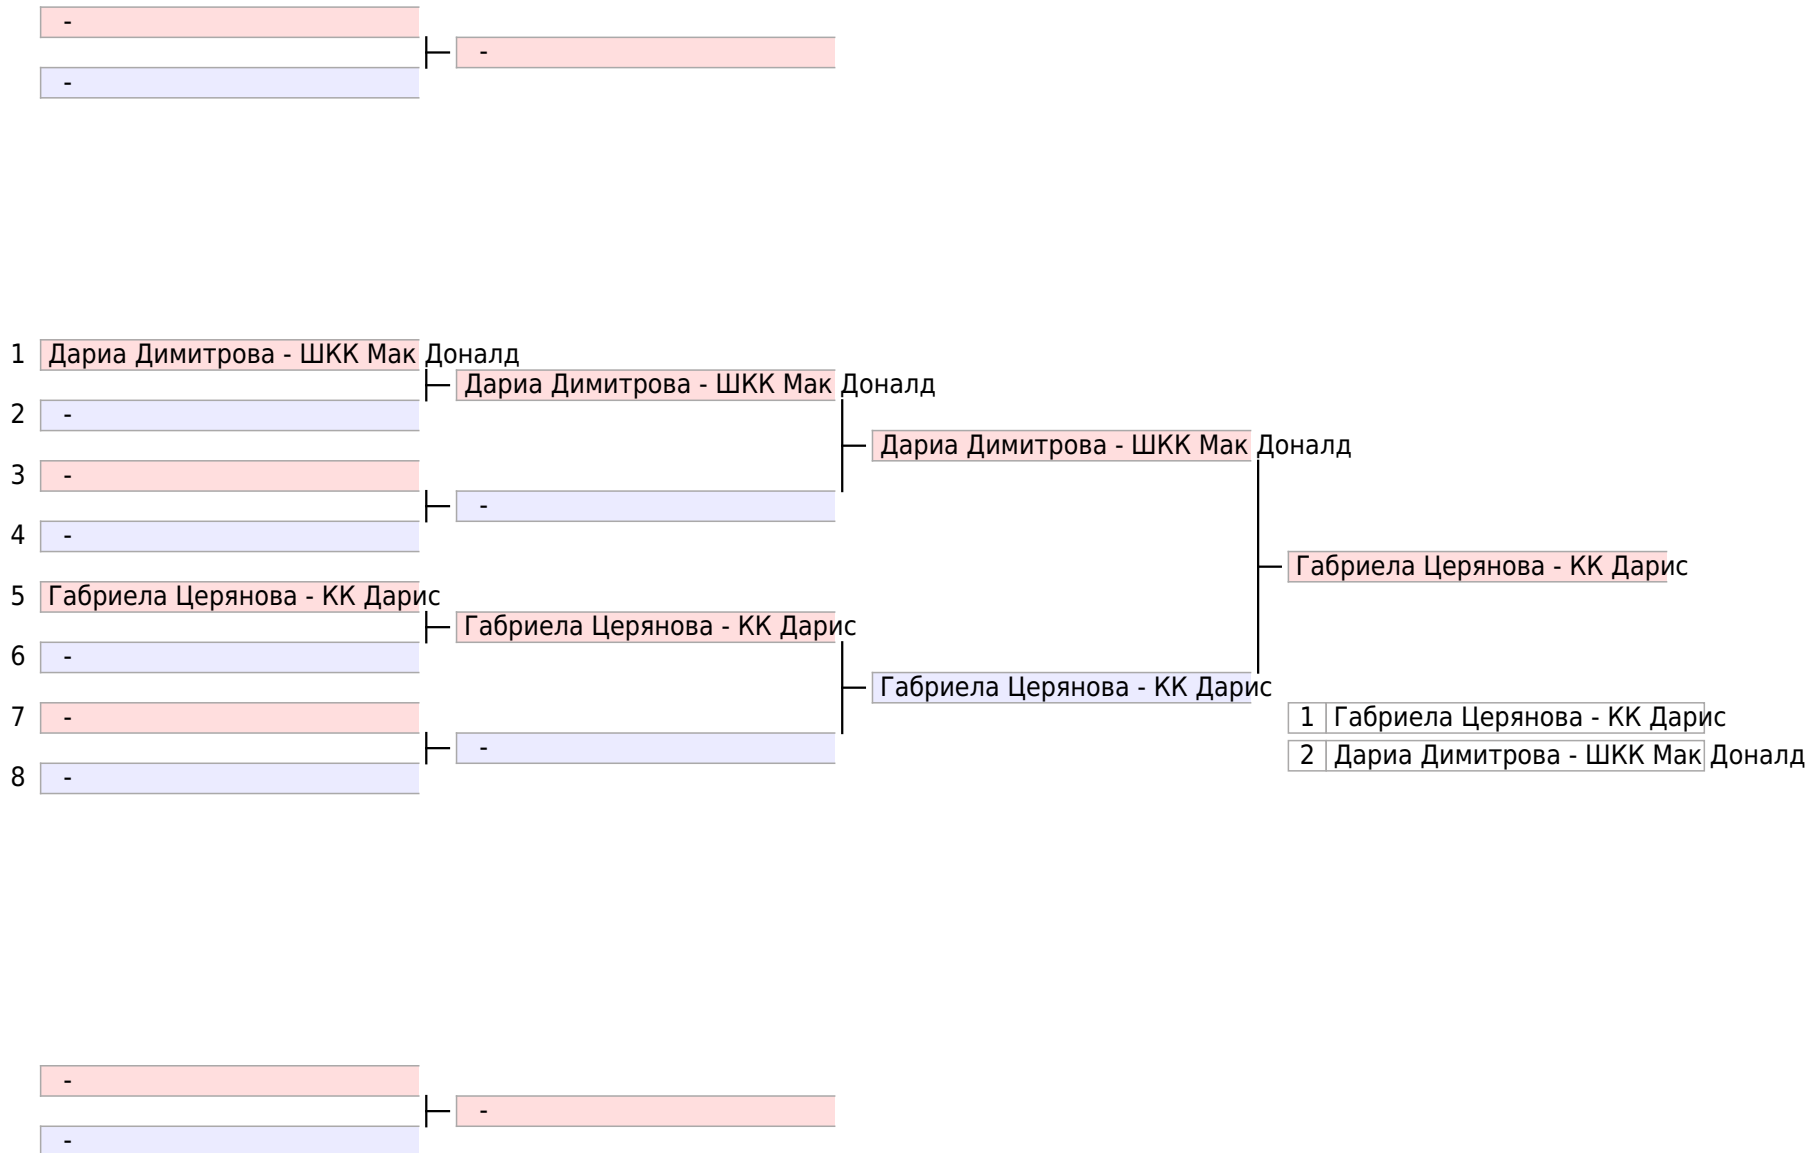 -
-
-
1 Дариа Димитрова - ШКК Мак Доналд
Дариа Димитрова - ШКК Мак Доналд
2 -
Дариа Димитрова - ШКК Мак Доналд
3 -
-
4 -
Габриела Церянова - КК Дарис
5 Габриела Церянова - КК Дарис
Габриела Церянова - КК Дарис
6 -
Габриела Церянова - КК Дарис
7 -
1 Габриела Церянова - КК Дарис
-
2 Дариа Димитрова - ШКК Мак Доналд
8 -
-
-
-